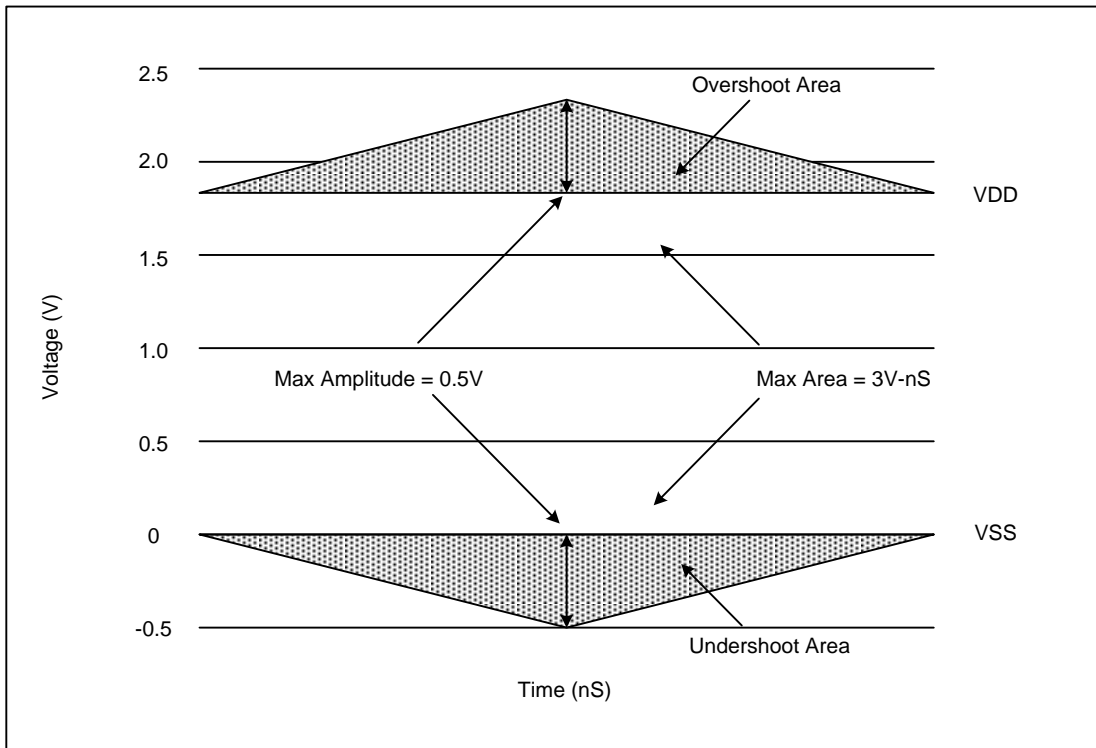 2.5
Overshoot Area
2.0
VDD
1.5
Voltage (V)
1.0
Max Amplitude = 0.5V
Max Area = 3V-nS
0.5
0
VSS
-0.5
Undershoot Area
Time (nS)